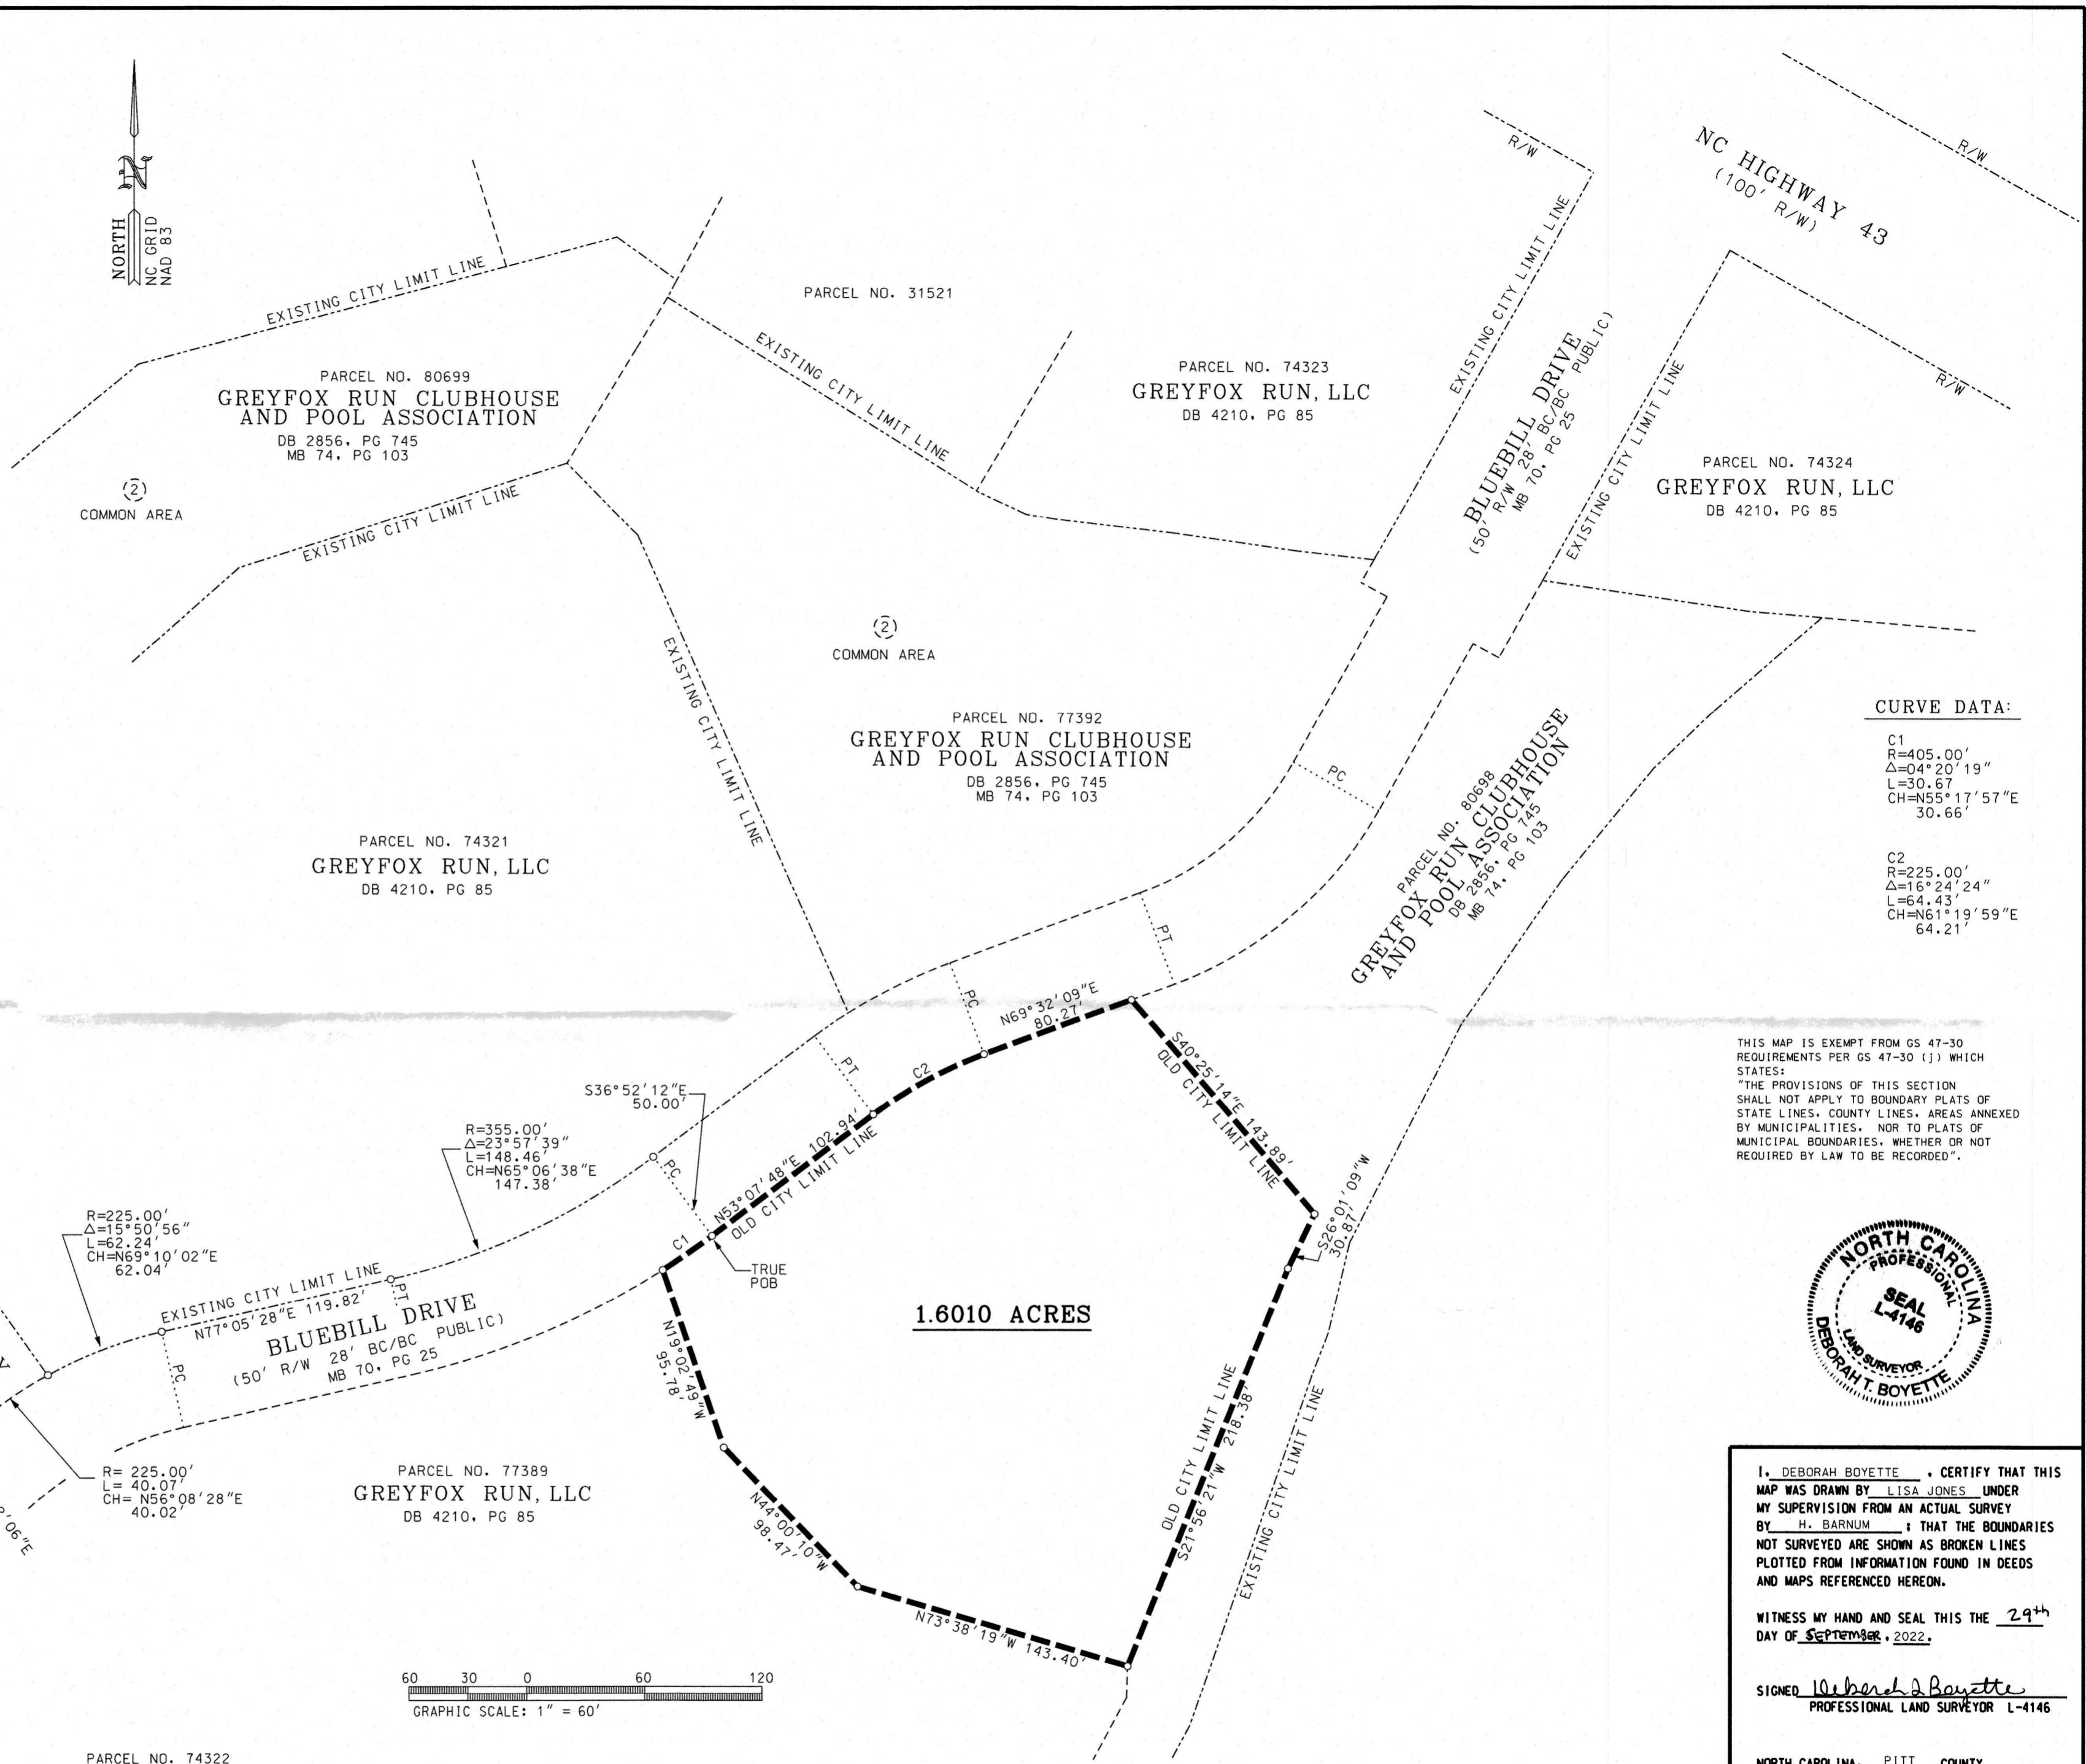 NORTH
NC GRID
NAD 83
N
EXISTING CITY LIMIT LINE
PARCEL NO. 80699
GREYFOX RUN CLUBHOUSE
AND POOL ASSOCIATION
DB 2856, PG 745
MB 74, PG 103
2
COMMON AREA
EXISTING CITY LIMIT LINE
PARCEL NO. 31521
EXISTING CITY LIMIT LINE
PARCEL NO. 74323
GREYFOX RUN, LLC
DB 4210, PG 85
R/W
NC HIGHWAY 43
(100' R/W)
R/W
R/W
EXISTING CITY LIMIT LINE
BLUEBILL DRIVE
(50' R/W 28' BC/BC PUBLIC)
MB 70, PG 25
EXISTING CITY LIMIT LINE
PARCEL NO. 74324
GREYFOX RUN, LLC
DB 4210, PG 85
2
COMMON AREA
EXISTING CITY LIMIT LINE
PARCEL NO. 77392
GREYFOX RUN CLUBHOUSE
AND POOL ASSOCIATION
DB 2856, PG 745
MB 74, PG 103
PC
PARCEL NO. 80698
GREYFOX RUN CLUBHOUSE
AND POOL ASSOCIATION
DB 2856, PG 745
MB 74, PG 103
CURVE DATA:
C1
R=405.00'
Δ=04°20'19"
L=30.67
CH=N55°17'57"E
30.66'
C2
R=225.00'
Δ=16°24'24"
L=64.43'
CH=N61°19'59"E
64.21'
PARCEL NO. 74321
GREYFOX RUN, LLC
DB 4210, PG 85
PT
PC
N69°32'09"E
80.27'
PT
C2
S40°25'14"E 143.89'
OLD CITY LIMIT LINE
S36°52'12"E
50.00'
R=355.00'
Δ=23°57'39"
L=148.46'
CH=N65°06'38"E
147.38'
PC
N53°07'48"E 102.94'
OLD CITY LIMIT LINE
C1
TRUE
POB
S26°01'09"W
30.87'
R=225.00'
Δ=15°50'56"
L=62.24'
CH=N69°10'02"E
62.04'
EXISTING CITY LIMIT LINE
N77°05'28"E 119.82'
PT
BLUEBILL DRIVE
(50' R/W 28' BC/BC PUBLIC)
MB 70, PG 25
PC
1.6010 ACRES
N19°02'49"W
95.78'
OLD CITY LIMIT LINE
S21°56'21"W 218.38'
EXISTING CITY LIMIT LINE
R= 225.00'
L= 40.07'
CH= N56°08'28"E
40.02'
'06"E
PARCEL NO. 77389
GREYFOX RUN, LLC
DB 4210, PG 85
N44°00'10"W
98.47'
N73°38'19"W 143.40'
60 30 0 60 120
GRAPHIC SCALE: 1" = 60'
PARCEL NO. 74322
THIS MAP IS EXEMPT FROM GS 47-30
REQUIREMENTS PER GS 47-30 (j) WHICH
STATES:
"THE PROVISIONS OF THIS SECTION
SHALL NOT APPLY TO BOUNDARY PLATS OF
STATE LINES, COUNTY LINES, AREAS ANNEXED
BY MUNICIPALITIES, NOR TO PLATS OF
MUNICIPAL BOUNDARIES, WHETHER OR NOT
REQUIRED BY LAW TO BE RECORDED".
NORTH CAROLINA
PROFESSIONAL
SEAL
L-4146
LAND SURVEYOR
DEBORAH T. BOYETTE
I, DEBORAH BOYETTE , CERTIFY THAT THIS
MAP WAS DRAWN BY LISA JONES UNDER
MY SUPERVISION FROM AN ACTUAL SURVEY
BY H. BARNUM ; THAT THE BOUNDARIES
NOT SURVEYED ARE SHOWN AS BROKEN LINES
PLOTTED FROM INFORMATION FOUND IN DEEDS
AND MAPS REFERENCED HEREON.
WITNESS MY HAND AND SEAL THIS THE 29th
DAY OF SEPTEMBER, 2022.
SIGNED Deborah T Boyette
PROFESSIONAL LAND SURVEYOR L-4146
NORTH CAROLINA, PITT COUNTY